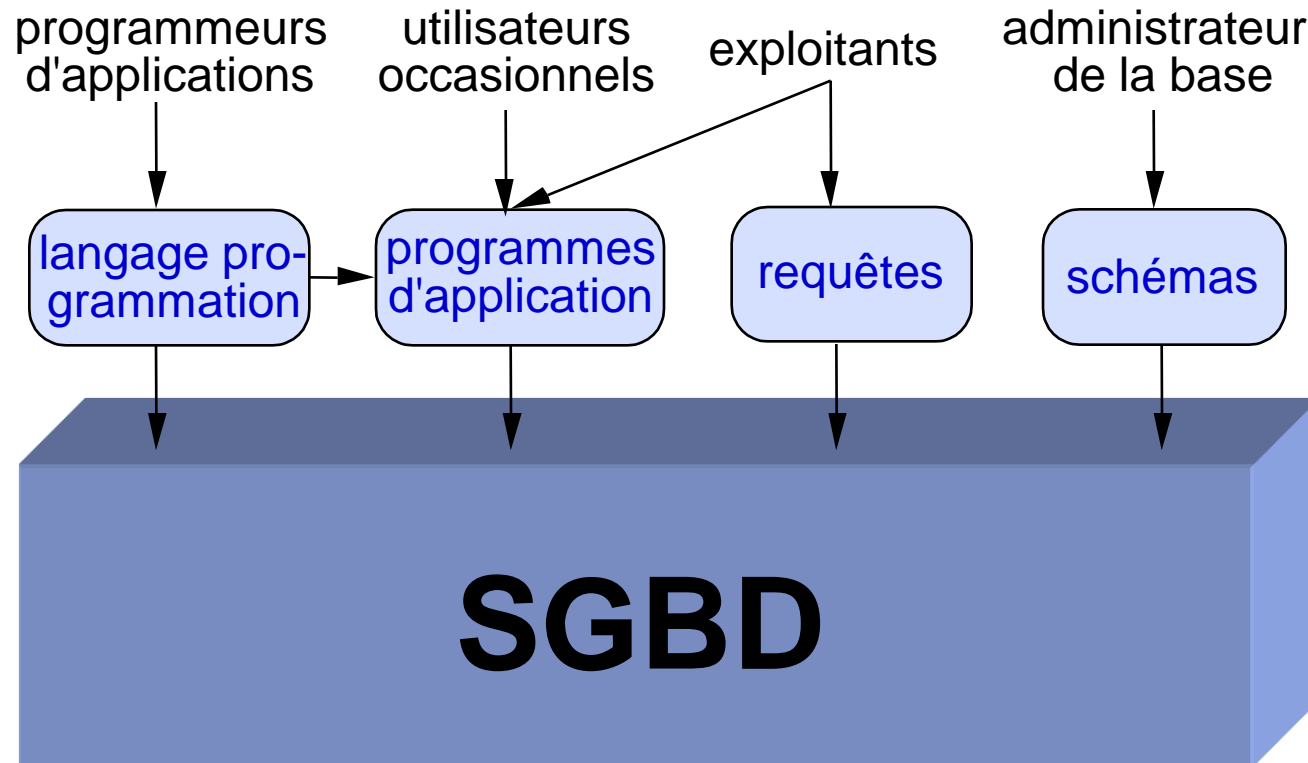 programmeurs
d'applications
utilisateurs
occasionnels
exploitants
administrateur
de la base
langage pro-
grammation
programmes
d'application
requêtes
schémas
SGBD